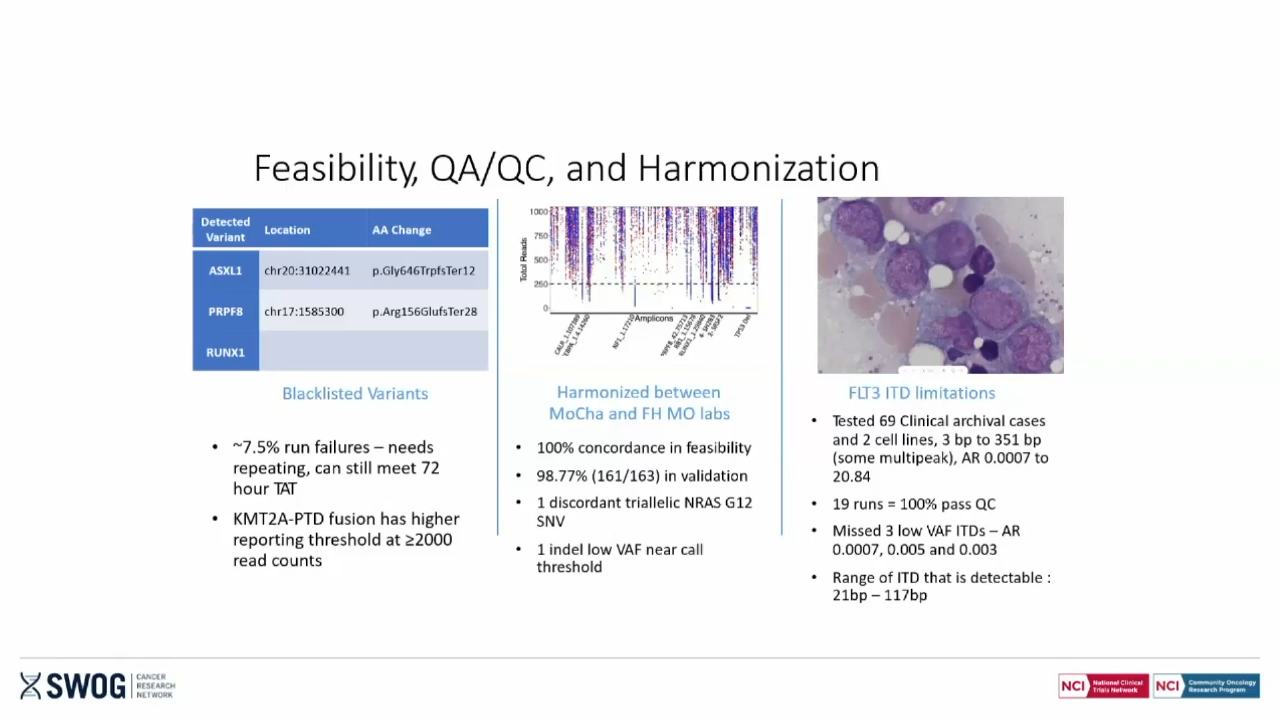 Feasibility, QA/QC, and Harmonization
Detected Variant Location AA Change
ASXL1 chr20:31022441 p.Gly646TrpfsTer12
PRPF8 chr17:1585300 p.Arg156GlufsTer28
RUNX1
Blacklisted Variants
• ~7.5% run failures – needs
repeating, can still meet 72
hour TAT
• KMT2A-PTD fusion has higher
reporting threshold at ≥2000
read counts
Total Reads
1000
750
500
250
0
Amplicons
TP53 Del
Harmonized between
MoCha and FH MO labs
• 100% concordance in feasibility
• 98.77% (161/163) in validation
• 1 discordant triallelic NRAS G12
SNV
• 1 indel low VAF near call
threshold
FLT3 ITD limitations
• Tested 69 Clinical archival cases
and 2 cell lines, 3 bp to 351 bp
(some multipeak), AR 0.0007 to
20.84
• 19 runs = 100% pass QC
• Missed 3 low VAF ITDs – AR
0.0007, 0.005 and 0.003
• Range of ITD that is detectable :
21bp – 117bp
SWOG CANCER
RESEARCH
NETWORK
NCI National Clinical
Trials Network
NCI Community Oncology
Research Program